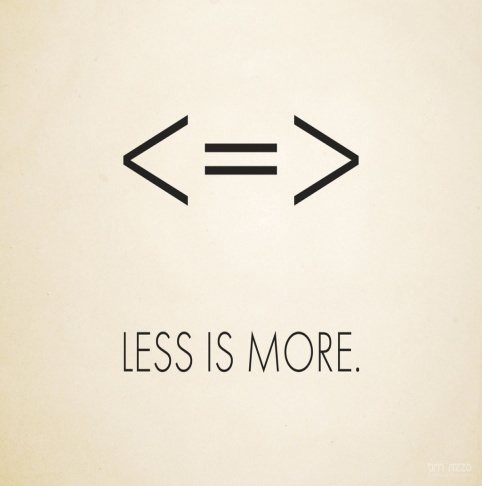 < = >
LESS IS MORE.